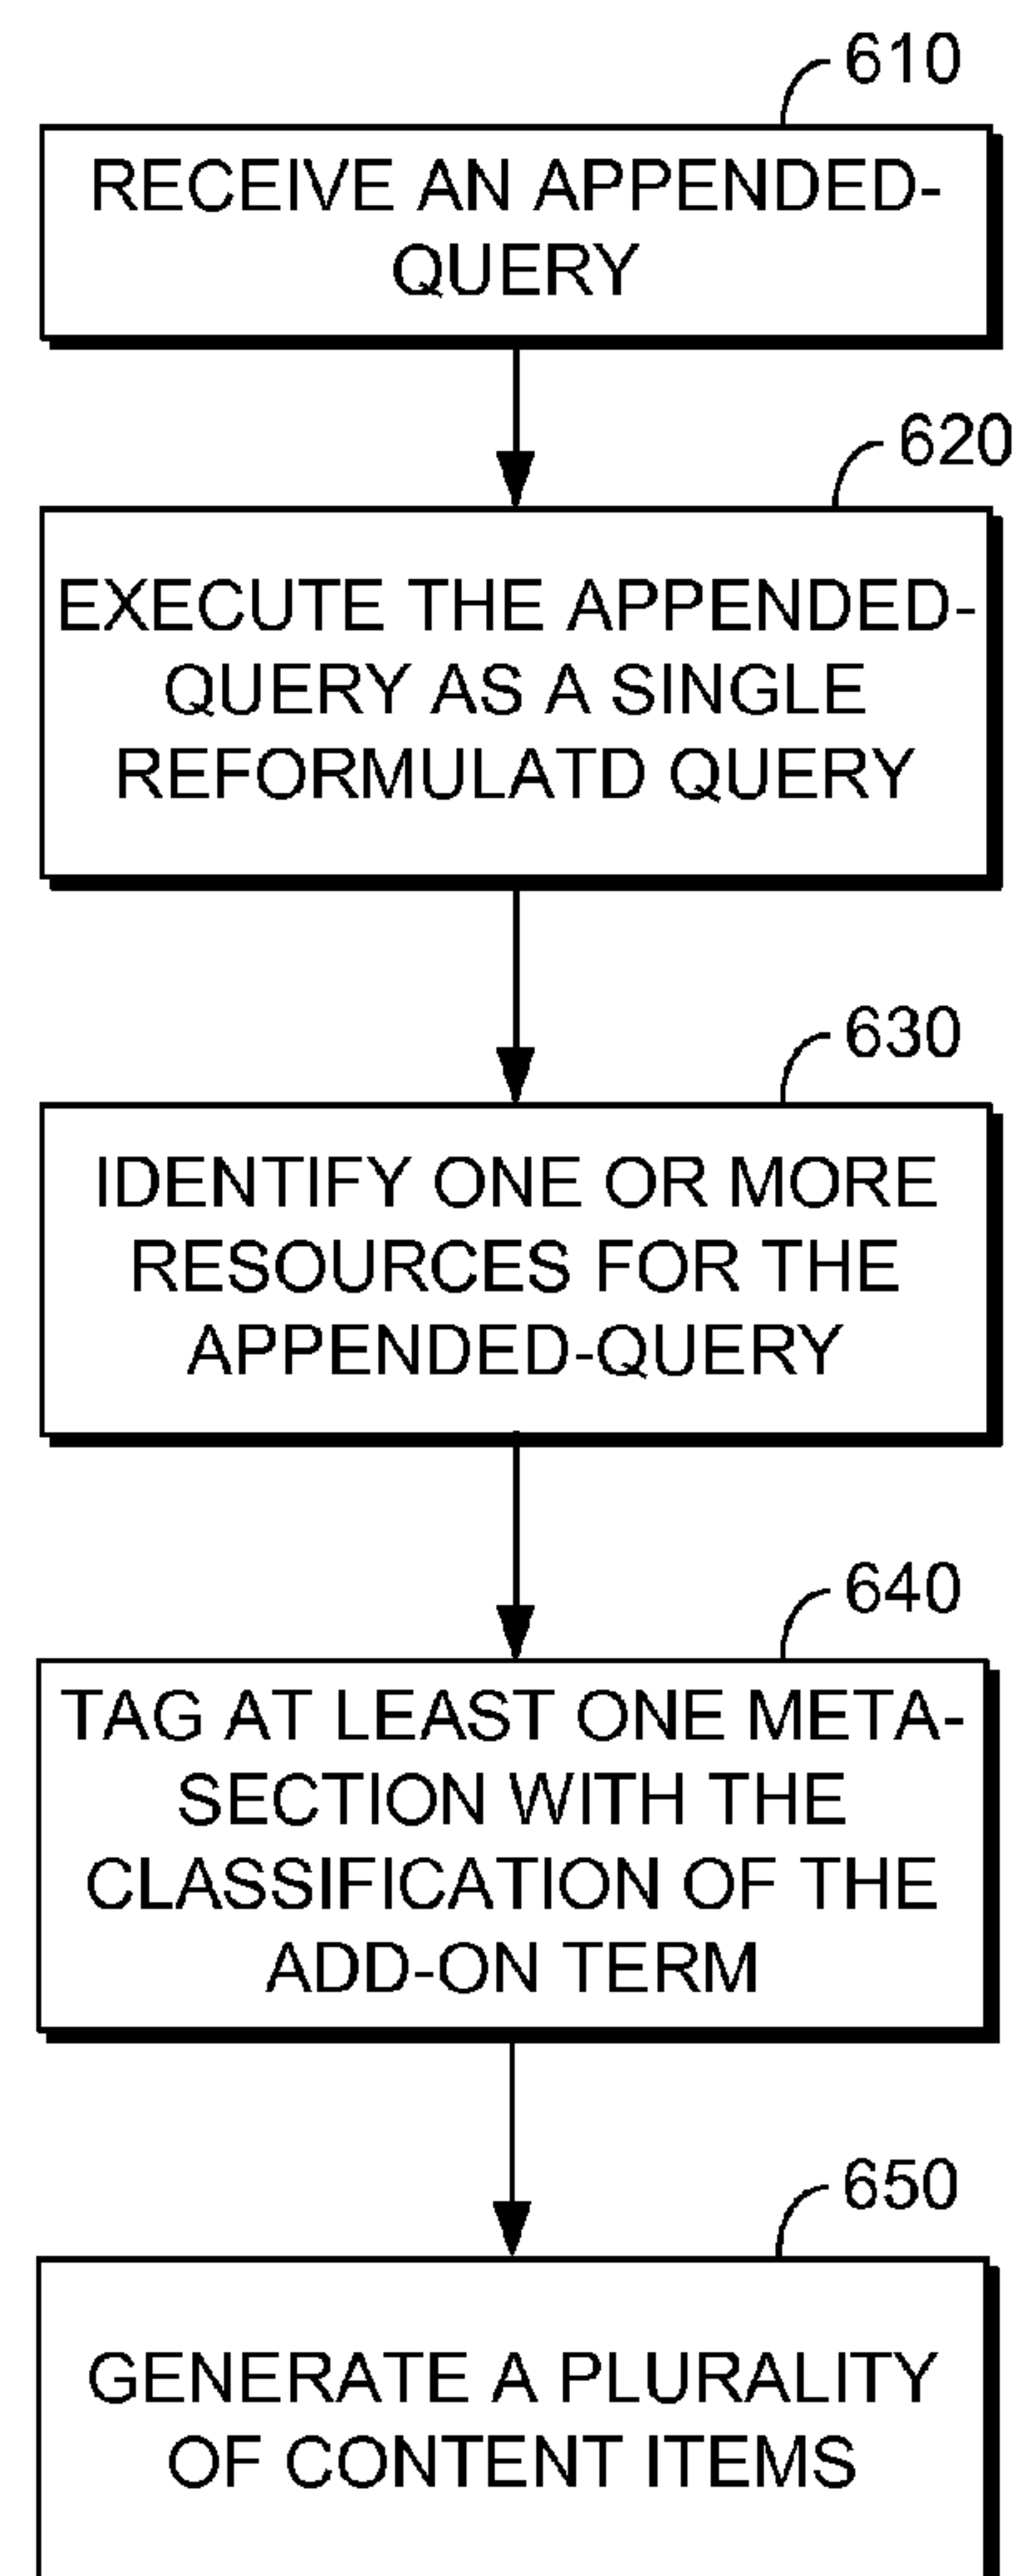 610
RECEIVE AN APPENDED-
QUERY
620
EXECUTE THE APPENDED-
QUERY AS A SINGLE
REFORMULATD QUERY
630
IDENTIFY ONE OR MORE
RESOURCES FOR THE
APPENDED-QUERY
640
TAG AT LEAST ONE META-
SECTION WITH THE
CLASSIFICATION OF THE
ADD-ON TERM
650
GENERATE A PLURALITY
OF CONTENT ITEMS